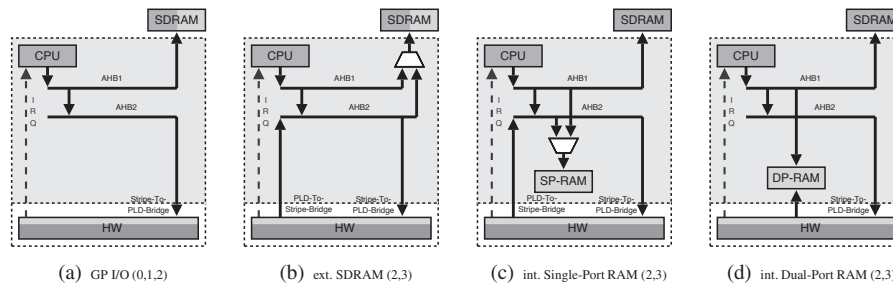 SDRAM SDRAM SDRAM SDRAM
CPU CPU CPU CPU
AHB1 AHB1 AHB1 AHB1
I R Q I R Q I R Q I R Q
AHB2 AHB2 AHB2 AHB2
SP-RAM DP-RAM
Stripe-To- PLD-To- Stripe-To- PLD-To- Stripe-To- Stripe-To-
PLD-Bridge Stripe-Bridge PLD-Bridge Stripe-Bridge PLD-Bridge PLD-Bridge
HW HW HW HW
(a) GP I/O (0,1,2) (b) ext. SDRAM (2,3) (c) int. Single-Port RAM (2,3) (d) int. Dual-Port RAM (2,3)